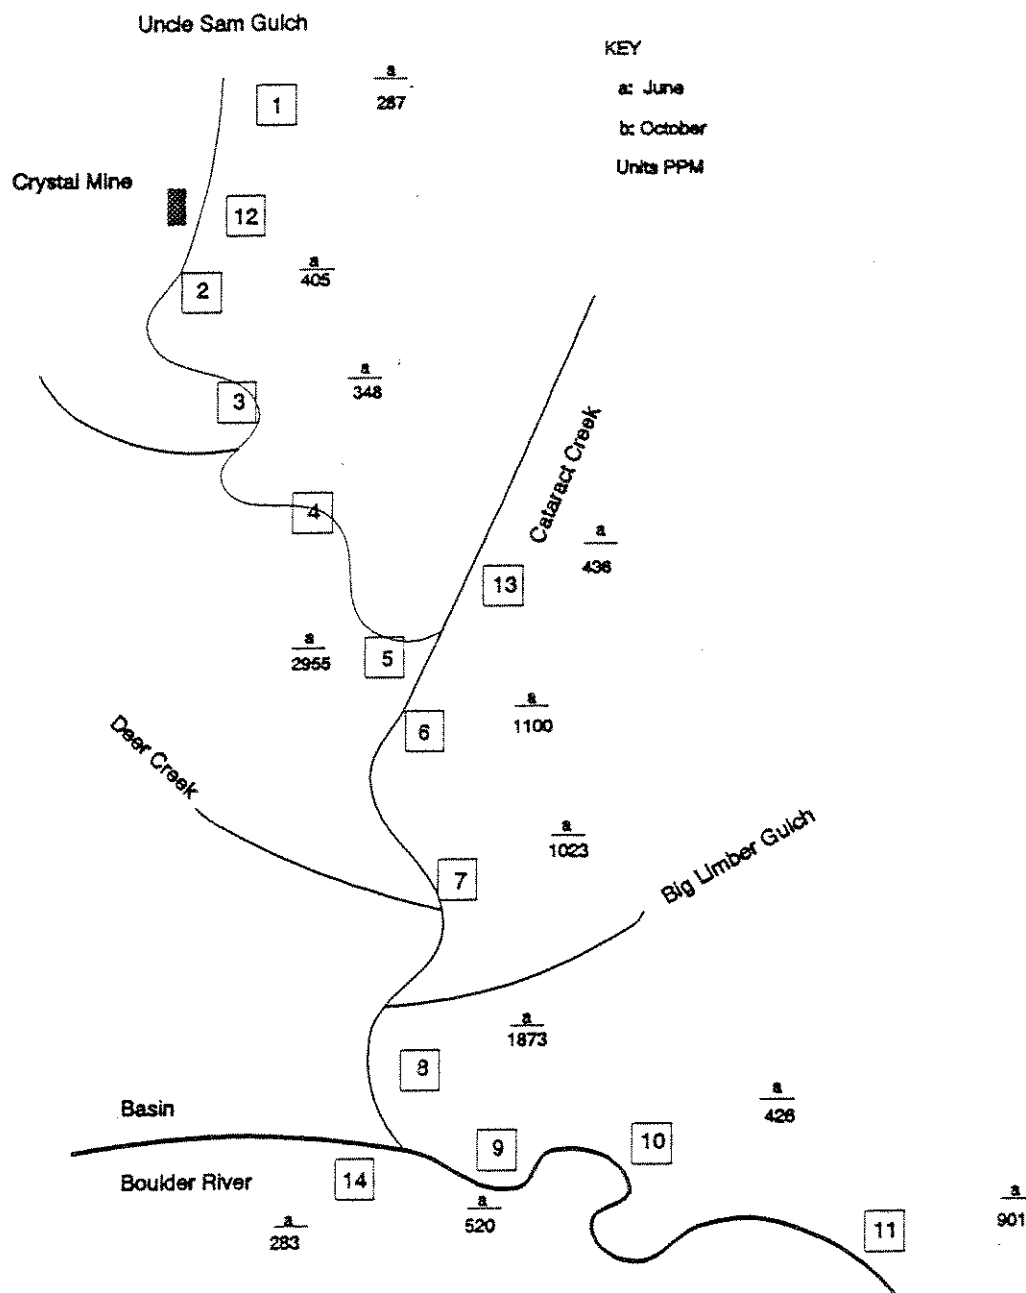 Uncle Sam Gulch
KEY
a: June
b: October
Units PPM
1
a
287
Crystal Mine
12
2
a
405
3
a
348
4
Cataract Creek
13
a
436
5
a
2955
6
a
1100
Deer Creek
7
a
1023
Big Limber Gulch
8
a
1873
Basin
Boulder River
14
a
283
9
a
520
10
a
426
11
a
901